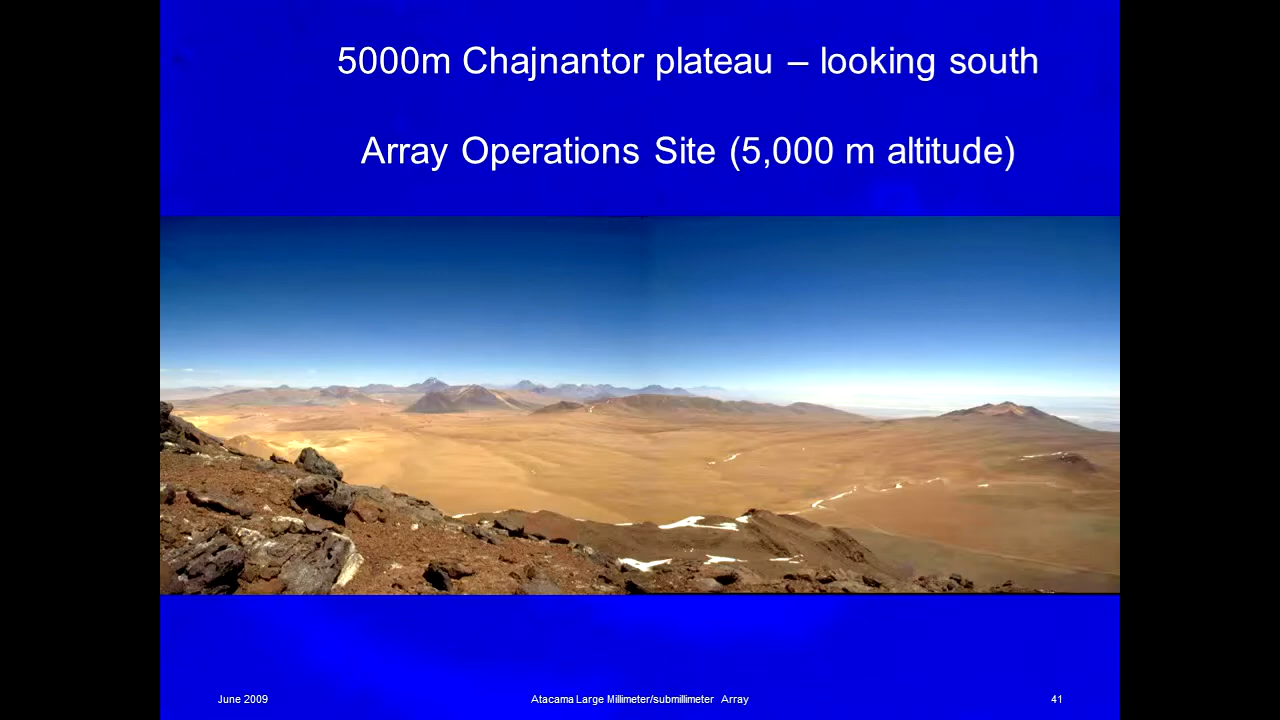 5000m Chajnantor plateau – looking south
Array Operations Site (5,000 m altitude)
June 2009
Atacama Large Millimeter/submillimeter Array
41